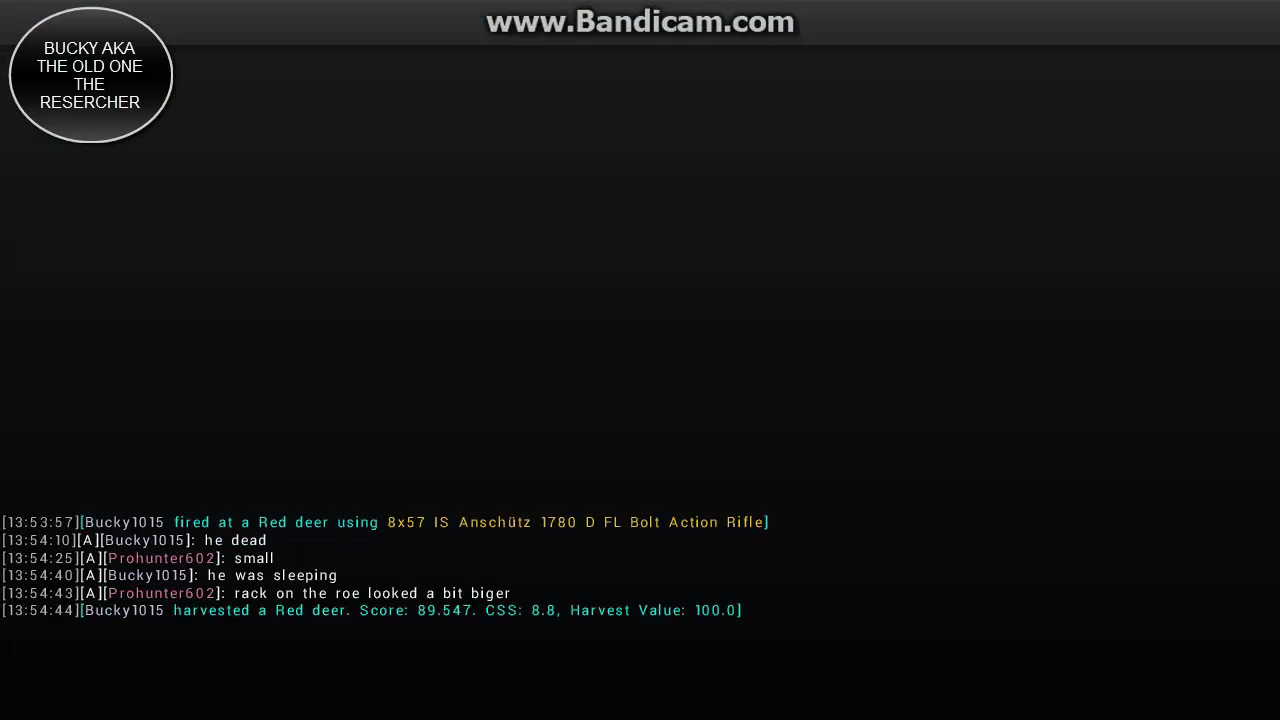 www.Bandicam.com
BUCKY AKA
THE OLD ONE
THE
RESERCHER
[13:53:57][Bucky1015 fired at a Red deer using 8x57 IS Anschütz 1780 D FL Bolt Action Rifle]
[13:54:10][A][Bucky1015]: he dead
[13:54:25][A][Prohunter602]: small
[13:54:40][A][Bucky1015]: he was sleeping
[13:54:43][A][Prohunter602]: rack on the roe looked a bit biger
[13:54:44][Bucky1015 harvested a Red deer. Score: 89.547. CSS: 8.8, Harvest Value: 100.0]